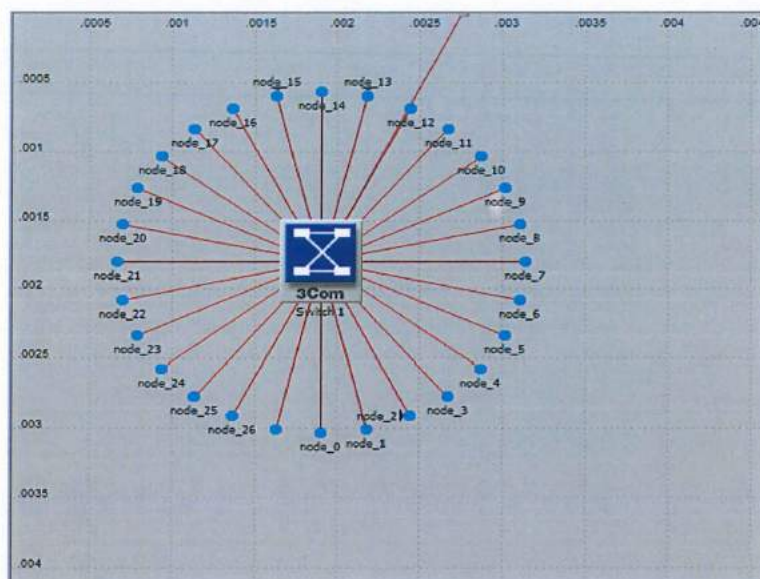 .0005 .001 .0015 .002 .0025 .003 .0035 .004
.0005
node_15 node_13
node_14
node_16 node_12
node_17 node_11
.001
node_18 node_10
node_19 node_9
.0015
node_20 node_8
node_21 node_7
.002
3Com
node_22 node_6
Switch 1
node_23 node_5
.0025
node_24 node_4
node_25 node_3
node_2
.003
node_26 node_1
node_0
.0035
.004